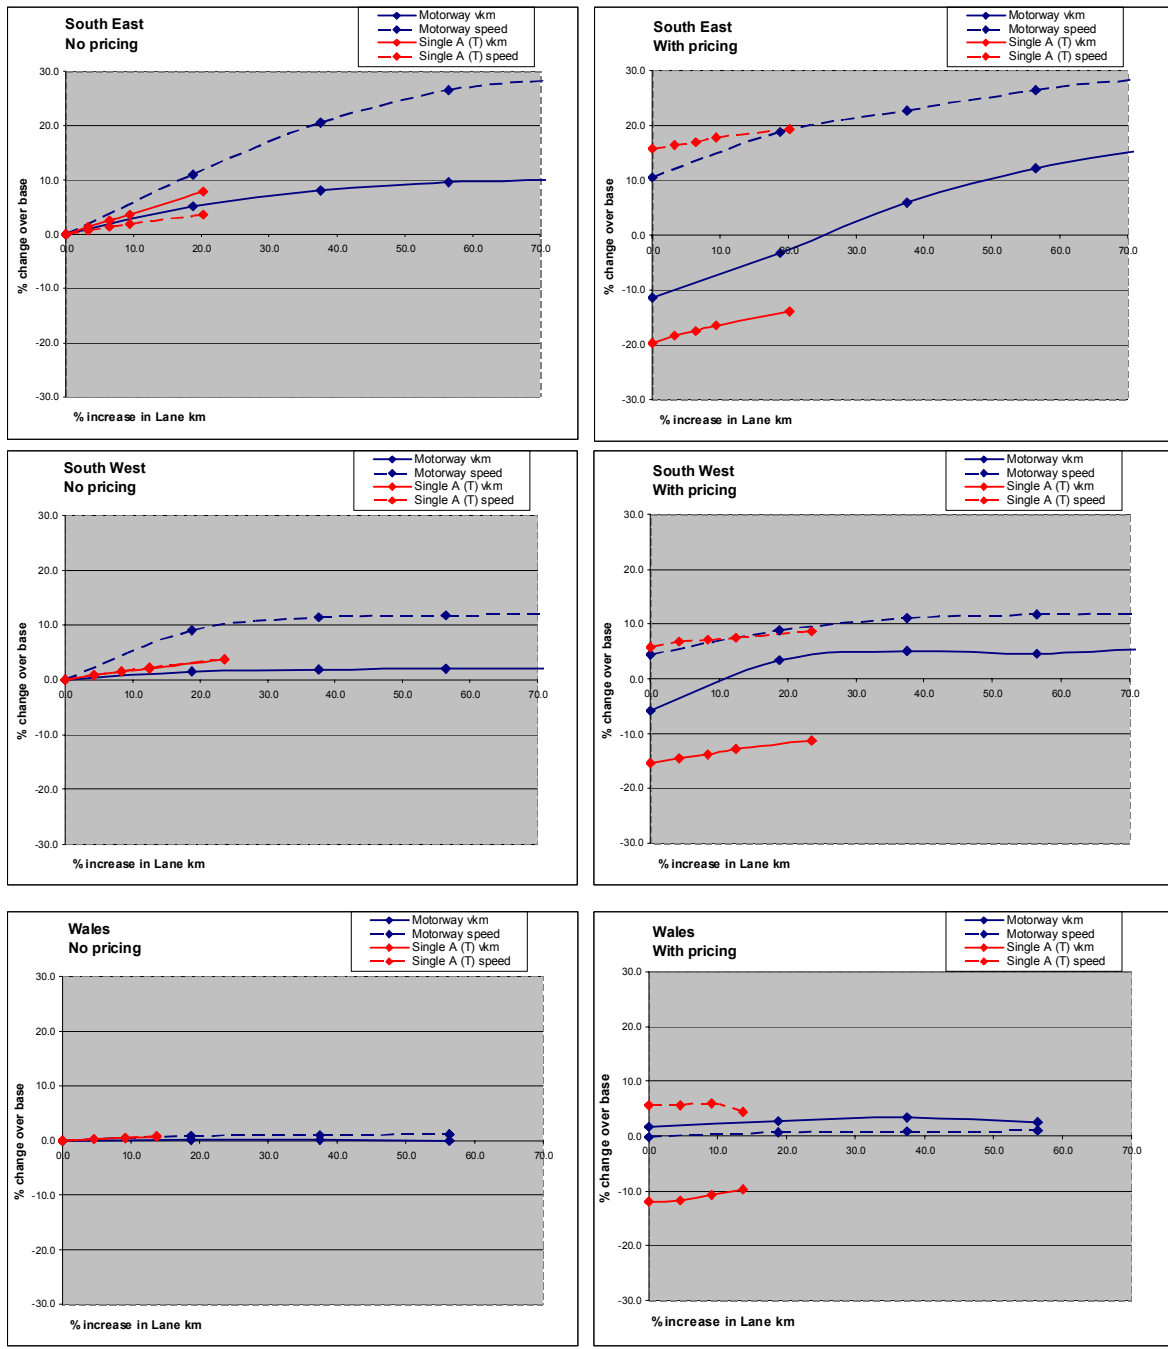 South East
No pricing
Motorway vkm
Motorway speed
Single A (T) vkm
Single A (T) speed
30.0
20.0
10.0
0.0
-10.0
-20.0
-30.0
0.0 10.0 20.0 30.0 40.0 50.0 60.0 70.0
% change over base
% increase in Lane km
South East
With pricing
Motorway vkm
Motorway speed
Single A (T) vkm
Single A (T) speed
30.0
20.0
10.0
0.0
-10.0
-20.0
-30.0
0.0 10.0 20.0 30.0 40.0 50.0 60.0 70.0
% change over base
% increase in Lane km
South West
No pricing
Motorway vkm
Motorway speed
Single A (T) vkm
Single A (T) speed
30.0
20.0
10.0
0.0
-10.0
-20.0
-30.0
0.0 10.0 20.0 30.0 40.0 50.0 60.0 70.0
% change over base
% increase in Lane km
South West
With pricing
Motorway vkm
Motorway speed
Single A (T) vkm
Single A (T) speed
30.0
20.0
10.0
0.0
-10.0
-20.0
-30.0
0.0 10.0 20.0 30.0 40.0 50.0 60.0 70.0
% change over base
% increase in Lane km
Wales
No pricing
Motorway vkm
Motorway speed
Single A (T) vkm
Single A (T) speed
30.0
20.0
10.0
0.0
-10.0
-20.0
-30.0
0.0 10.0 20.0 30.0 40.0 50.0 60.0 70.0
% change over base
% increase in Lane km
Wales
With pricing
Motorway vkm
Motorway speed
Single A (T) vkm
Single A (T) speed
30.0
20.0
10.0
0.0
-10.0
-20.0
-30.0
0.0 10.0 20.0 30.0 40.0 50.0 60.0 70.0
% change over base
% increase in Lane km